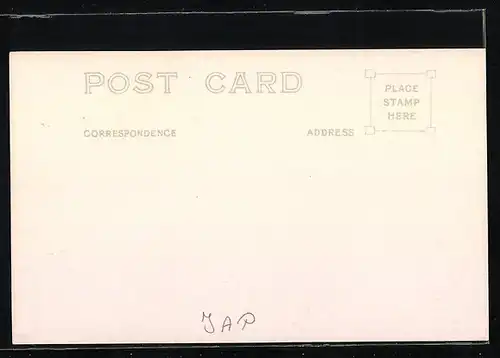 POST CARD
PLACE
STAMP
HERE
CORRESPONDENCE
ADDRESS
JAP